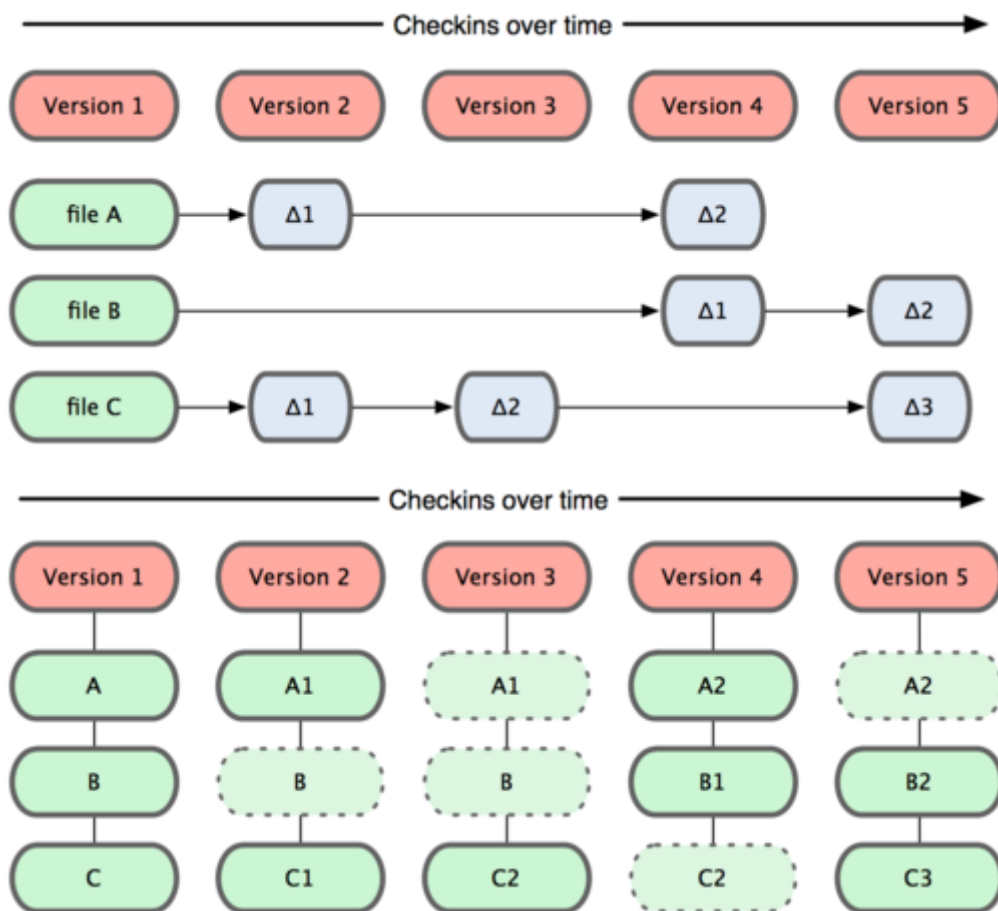 Checkins over time
Version 1 Version 2 Version 3 Version 4 Version 5
file A Δ1 Δ2
file B Δ1 Δ2
file C Δ1 Δ2 Δ3
Checkins over time
Version 1 Version 2 Version 3 Version 4 Version 5
A A1 A1 A2 A2
B B B B1 B2
C C1 C2 C2 C3